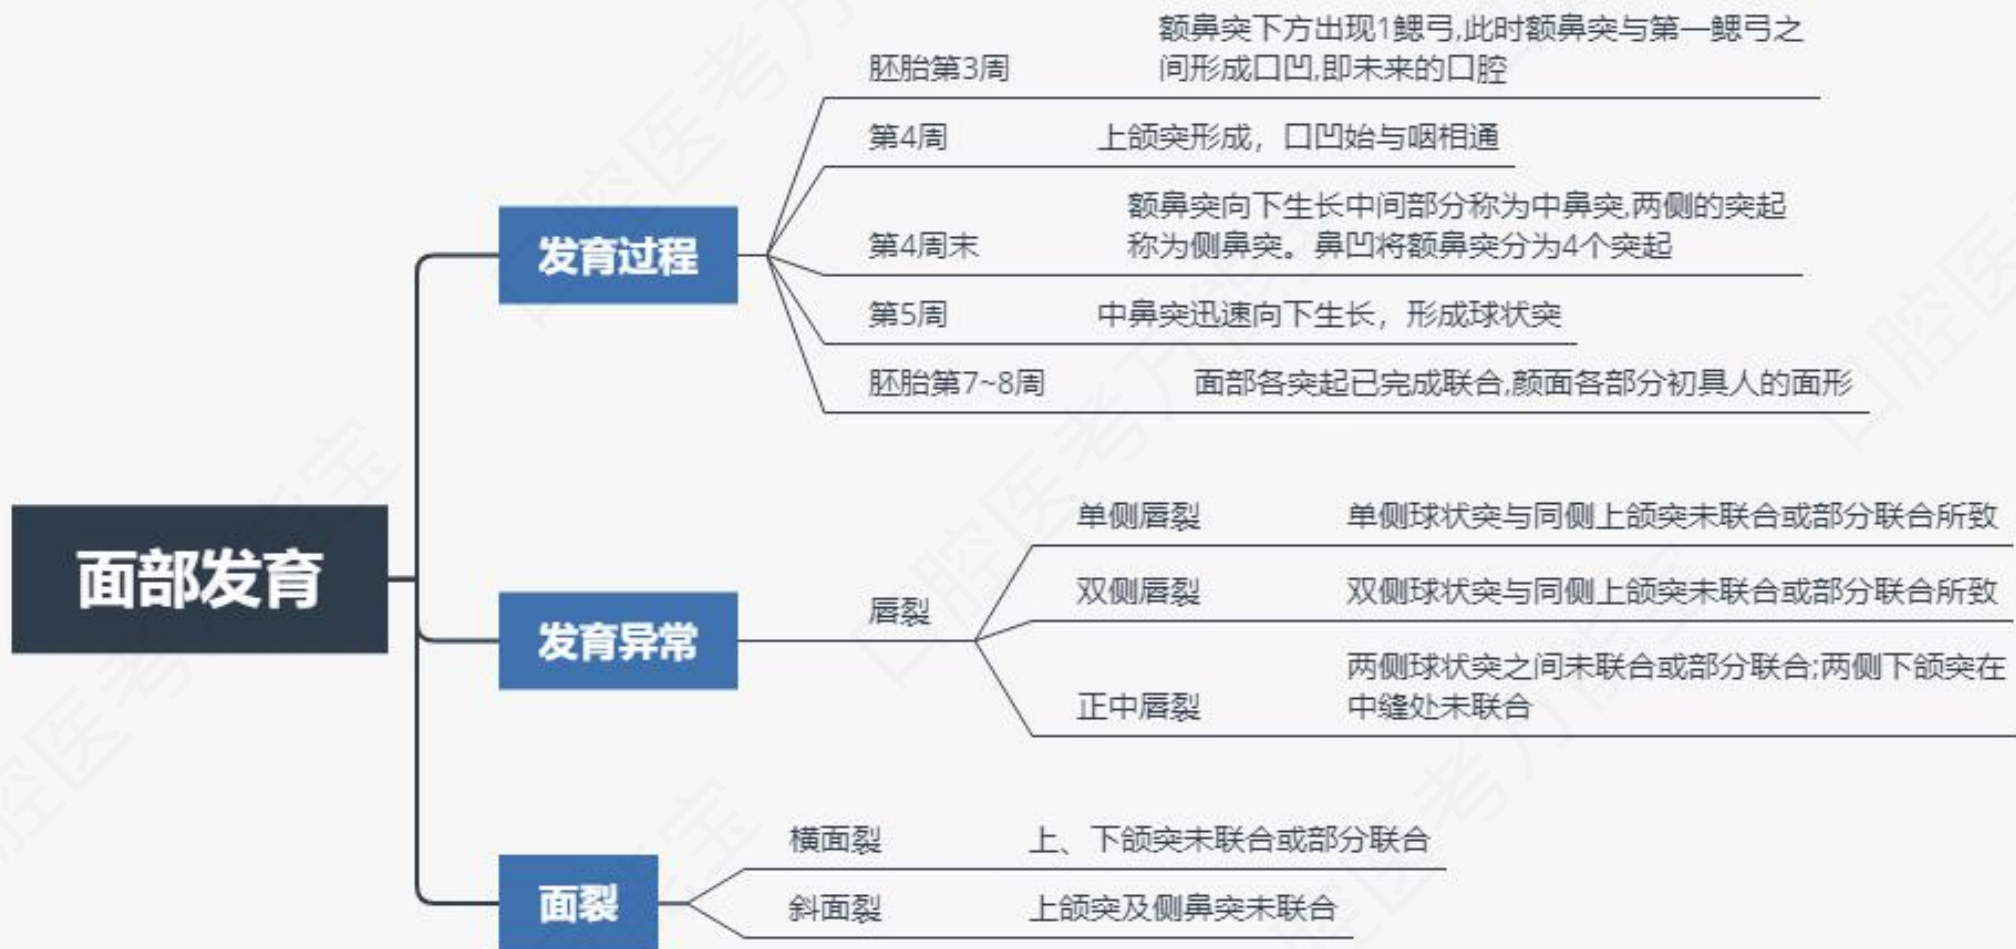 面部发育
发育过程
胚胎第3周
额鼻突下方出现1鳃弓,此时额鼻突与第一鳃弓之
间形成口凹,即未来的口腔
第4周
上颌突形成，口凹始与咽相通
第4周末
额鼻突向下生长中间部分称为中鼻突,两侧的突起
称为侧鼻突。鼻凹将额鼻突分为4个突起
第5周
中鼻突迅速向下生长，形成球状突
胚胎第7~8周
面部各突起已完成联合,颜面各部分初具人的面形
发育异常
唇裂
单侧唇裂
单侧球状突与同侧上颌突未联合或部分联合所致
双侧唇裂
双侧球状突与同侧上颌突未联合或部分联合所致
正中唇裂
两侧球状突之间未联合或部分联合;两侧下颌突在
中缝处未联合
面裂
横面裂
上、下颌突未联合或部分联合
斜面裂
上颌突及侧鼻突未联合
口腔医考万能宝